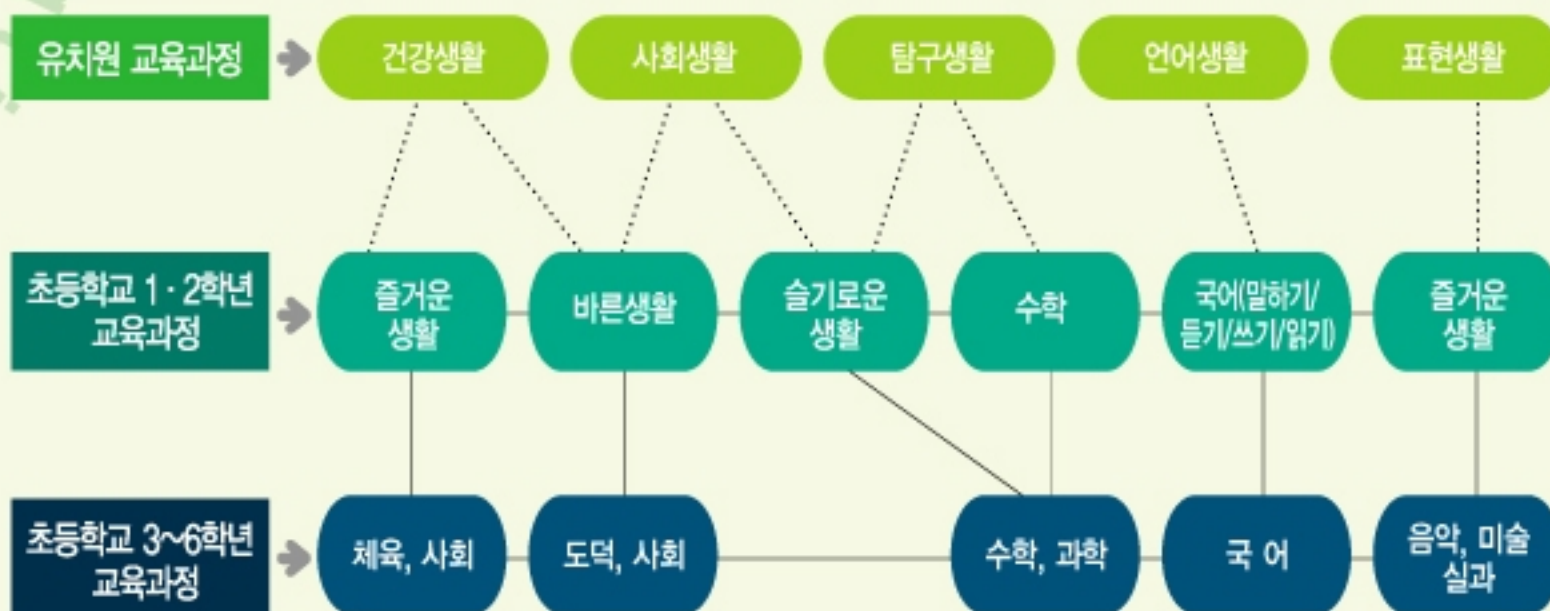 유치원 교육과정
건강생활
사회생활
탐구생활
언어생활
표현생활
초등학교 1·2학년
교육과정
즐거운
생활
바른생활
슬기로운
생활
수학
국어(말하기/
듣기/쓰기/읽기)
즐거운
생활
초등학교 3~6학년
교육과정
체육, 사회
도덕, 사회
수학, 과학
국 어
음악, 미술
실과